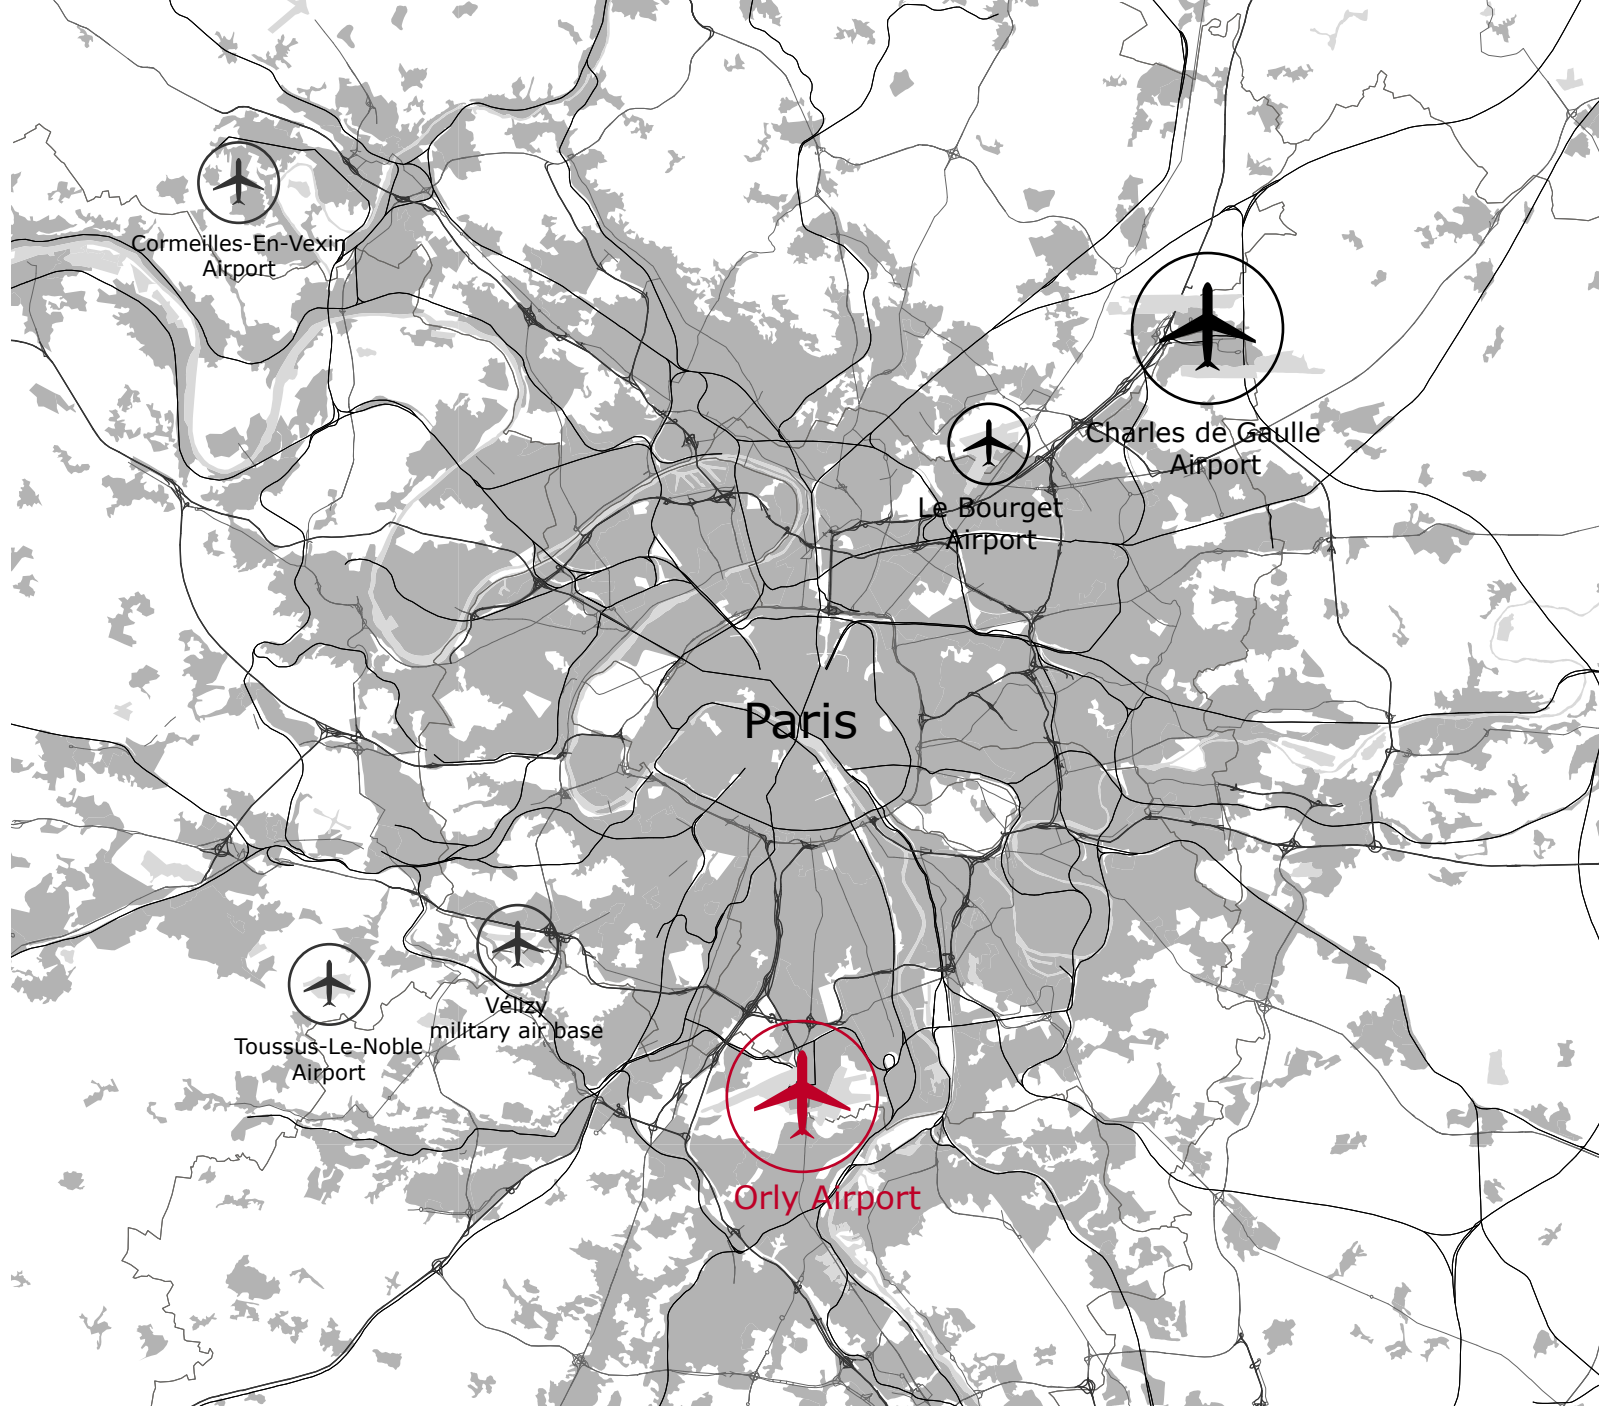 Cormeilles-En-Vexin
Airport
Charles de Gaulle
Airport
Le Bourget
Airport
Paris
Vélizy
military air base
Toussus-Le-Noble
Airport
Orly Airport